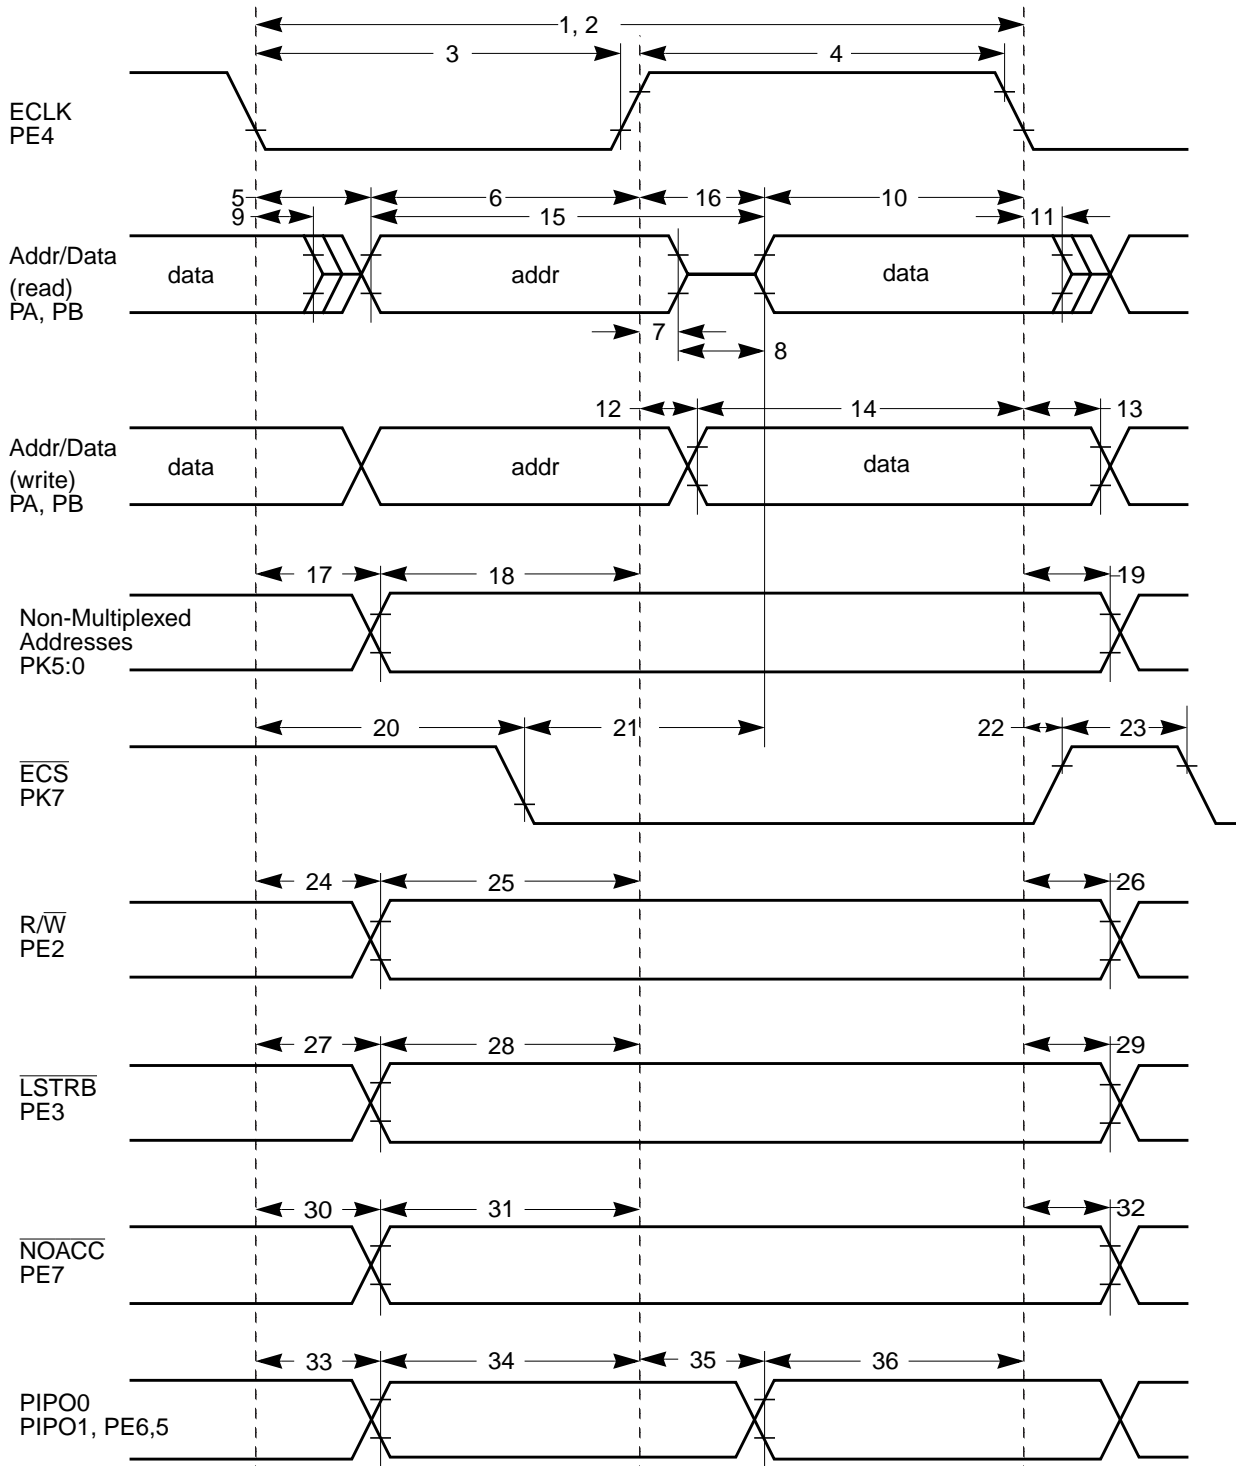 1, 2
3
4
ECLK
PE4
5
6
16
10
9
15
11
Addr/Data
(read)
PA, PB
data
addr
data
7
8
12
14
13
Addr/Data
(write)
PA, PB
data
addr
data
17
18
19
Non-Multiplexed
Addresses
PK5:0
20
21
22
23
ECS
PK7
24
25
26
R/W
PE2
27
28
29
LSTRB
PE3
30
31
32
NOACC
PE7
33
34
35
36
PIPO0
PIPO1, PE6,5